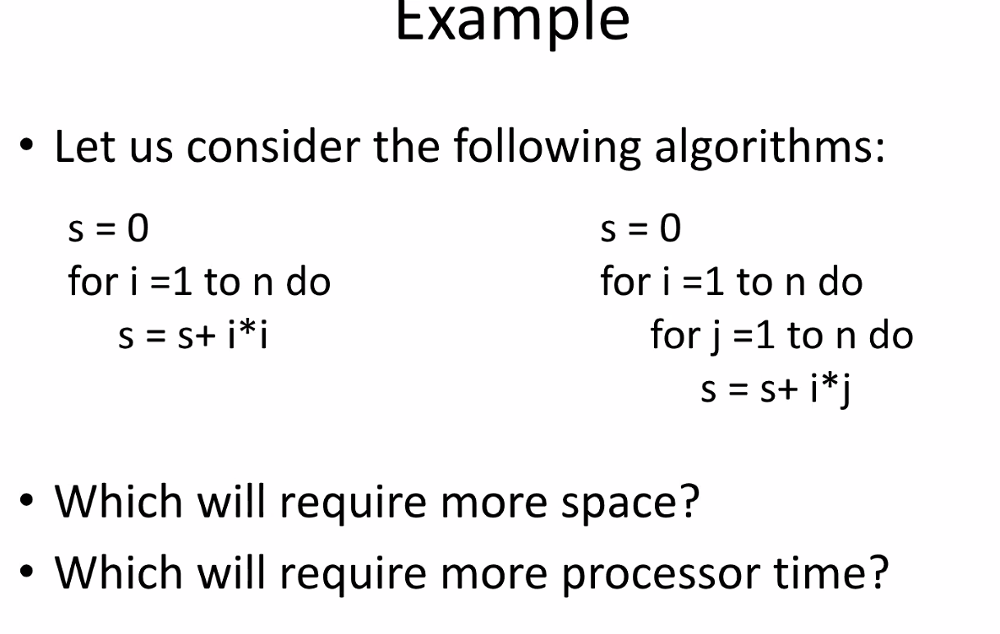 Example
• Let us consider the following algorithms:
s = 0
for i =1 to n do
s = s+ i*i
s = 0
for i =1 to n do
for j =1 to n do
s = s+ i*j
• Which will require more space?
• Which will require more processor time?